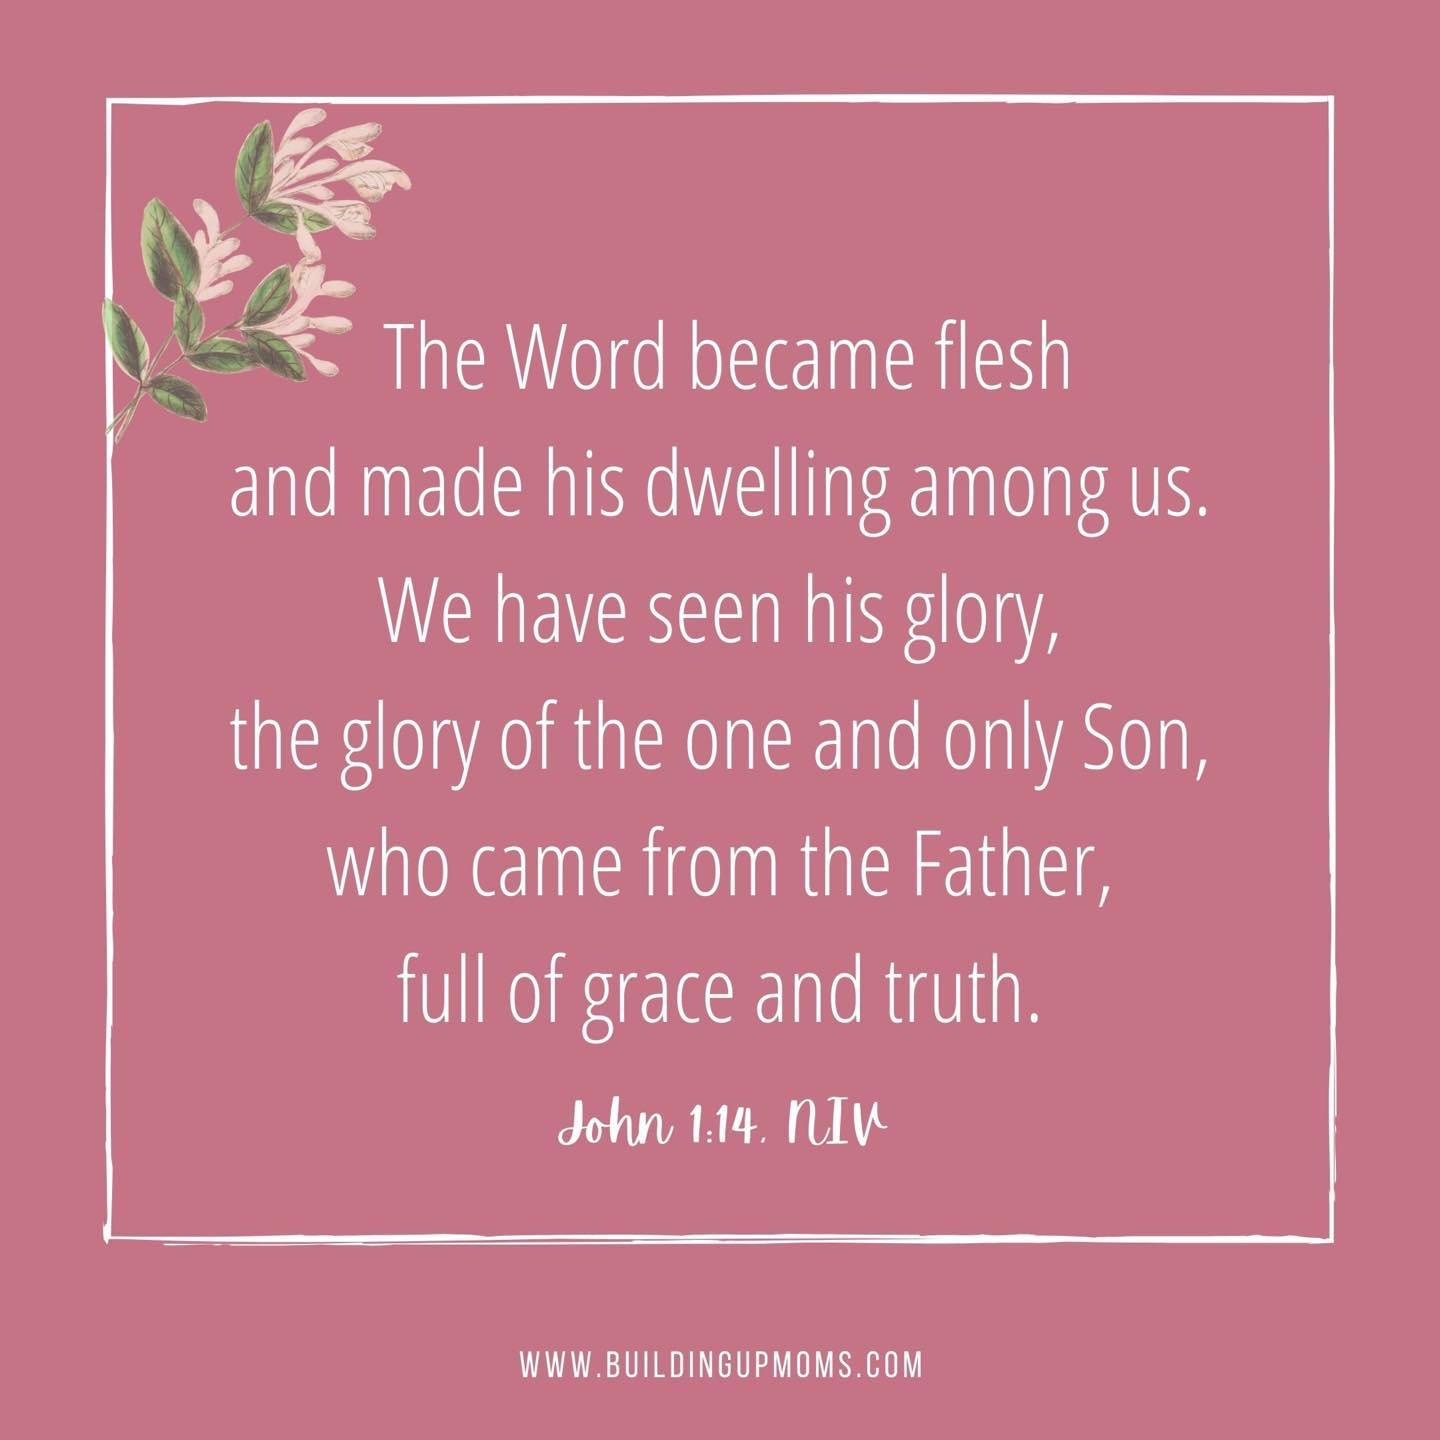 The Word became flesh
and made his dwelling among us.
We have seen his glory,
the glory of the one and only Son,
who came from the Father,
full of grace and truth.
John 1:14, NIV
WWW.BUILDINGUPMOMS.COM